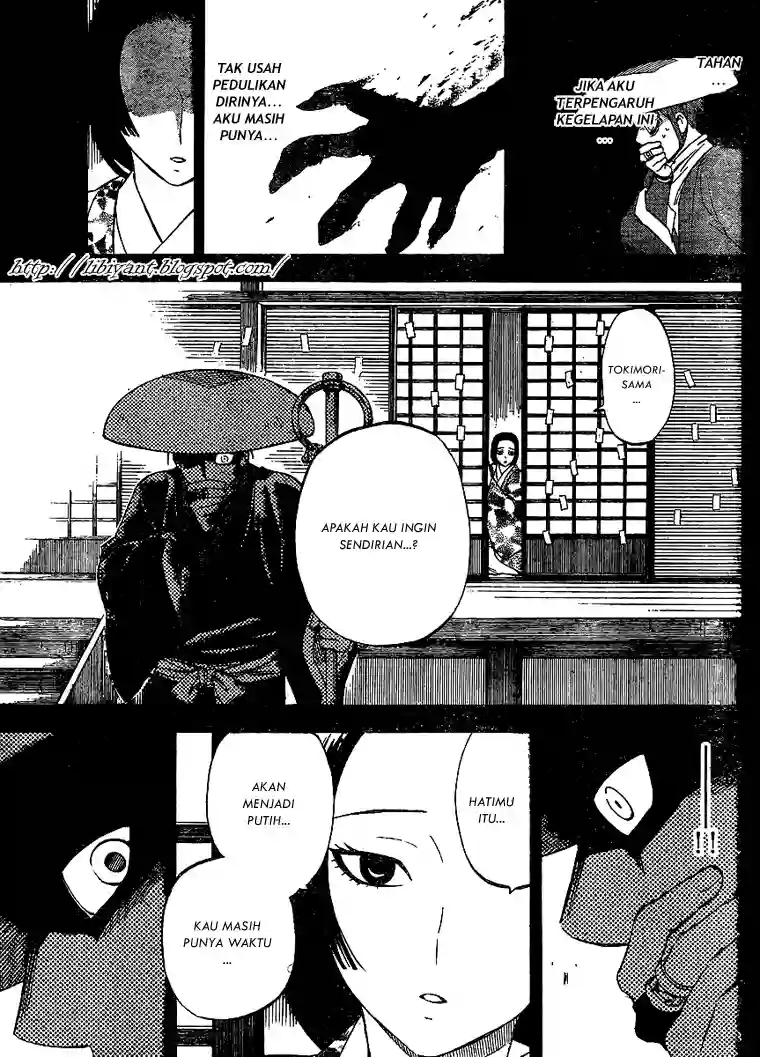 TAHAN
...
JIKA AKU
TERPENGARUH
KEGELAPAN INI
...
TAK USAH
PEDULIKAN
DIRINYA...
AKU MASIH
PUNYA...
http://libiyant.blogspot.com/
TOKIMORI-
SAMA
...
APAKAH KAU INGIN
SENDIRIAN...?
HATIMU
ITU...
AKAN
MENJADI
PUTIH...
KAU MASIH
PUNYA WAKTU
...